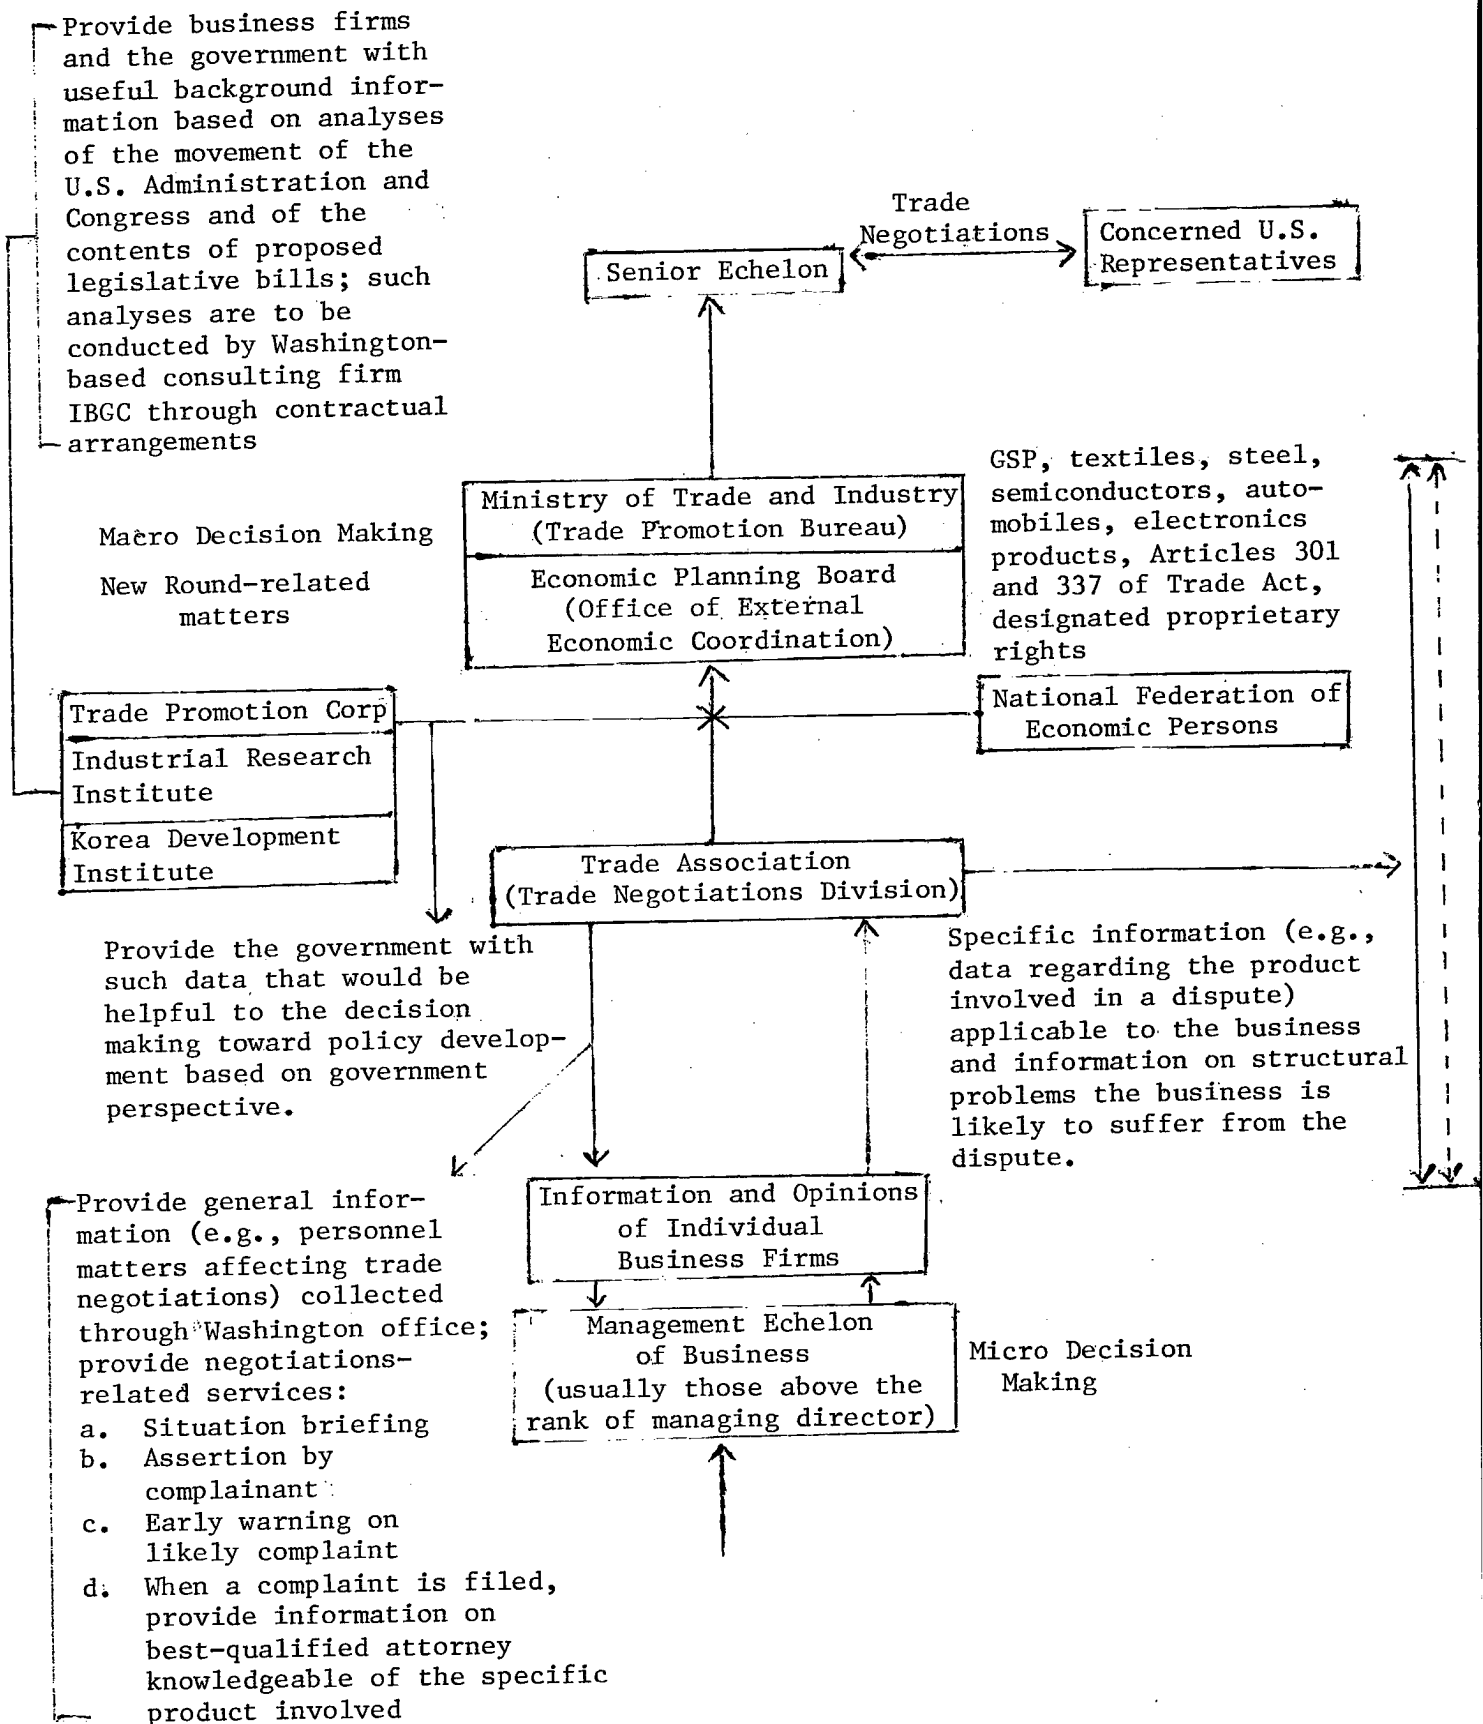 Provide business firms
and the government with
useful background infor-
mation based on analyses
of the movement of the
U.S. Administration and
Congress and of the
contents of proposed
legislative bills; such
analyses are to be
conducted by Washington-
based consulting firm
IBGC through contractual
arrangements
Trade
Negotiations
Senior Echelon
Concerned U.S.
Representatives
Macro Decision Making
New Round-related
matters
Ministry of Trade and Industry
(Trade Promotion Bureau)
Economic Planning Board
(Office of External
Economic Coordination)
GSP, textiles, steel,
semiconductors, auto-
mobiles, electronics
products, Articles 301
and 337 of Trade Act,
designated proprietary
rights
Trade Promotion Corp
Industrial Research
Institute
Korea Development
Institute
National Federation of
Economic Persons
Trade Association
(Trade Negotiations Division)
Provide the government with
such data that would be
helpful to the decision
making toward policy develop-
ment based on government
perspective.
Specific information (e.g.,
data regarding the product
involved in a dispute)
applicable to the business
and information on structural
problems the business is
likely to suffer from the
dispute.
Information and Opinions
of Individual
Business Firms
Management Echelon
of Business
(usually those above the
rank of managing director)
Micro Decision
Making
Provide general infor-
mation (e.g., personnel
matters affecting trade
negotiations) collected
through Washington office;
provide negotiations-
related services:
a. Situation briefing
b. Assertion by
complainant
c. Early warning on
likely complaint
d. When a complaint is filed,
provide information on
best-qualified attorney
knowledgeable of the specific
product involved